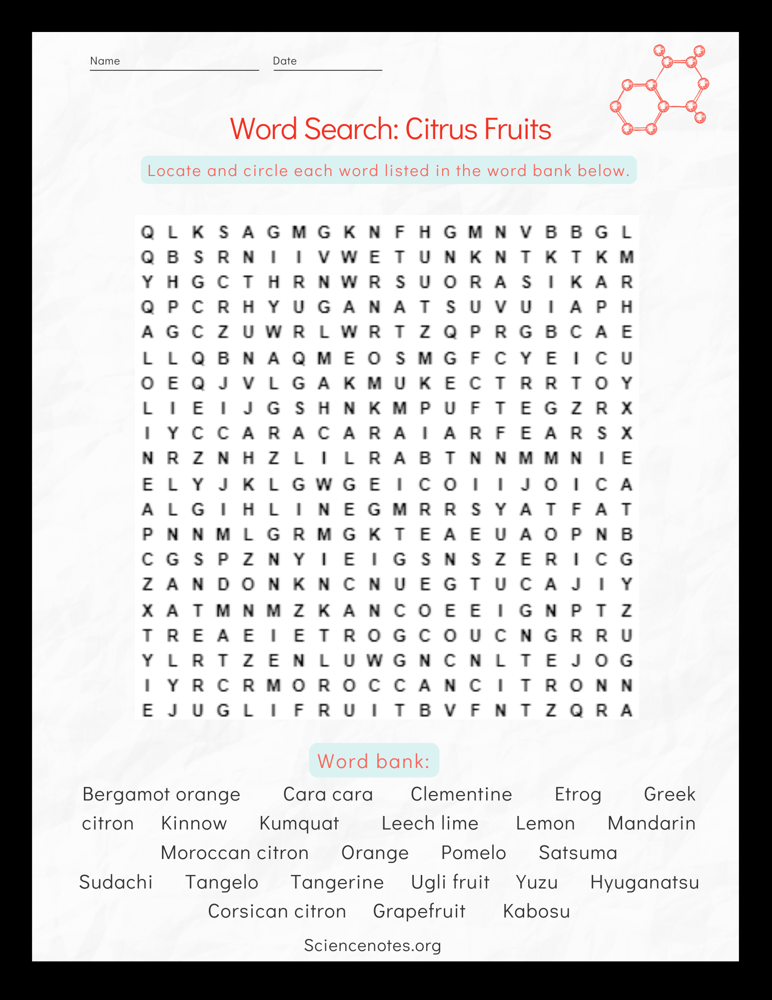 Name Date
Word Search: Citrus Fruits
Locate and circle each word listed in the word bank below.
Q L K S A G M G K N F H G M N V B B G L
Q B S R N I I V W E T U N K N T K T K M
Y H G C T H R N W R S U O R A S I K A R
Q P C R H Y U G A N A T S U V U I A P H
A G C Z U W R L W R T Z Q P R G B C A E
L L Q B N A Q M E O S M G F C Y E I C U
O E Q J V L G A K M U K E C T R R T O Y
L I E I J G S H N K M P U F T E G Z R X
I Y C C A R A C A R A I A R F E A R S X
N R Z N H Z L I L R A B T N N M M N I E
E L Y J K L G W G E I C O I I J O I C A
A L G I H L I N E G M R R S Y A T F A T
P N N M L G R M G K T E A E U A O P N B
C G S P Z N Y I E I G S N S Z E R I C G
Z A N D O N K N C N U E G T U C A J I Y
X A T M N M Z K A N C O E E I G N P T Z
T R E A E I E T R O G C O U C N G R R U
Y L R T Z E N L U W G N C N L T E J O G
I Y R C R M O R O C C A N C I T R O N N
E J U G L I F R U I T B V F N T Z Q R A
Word bank:
Bergamot orange Cara cara Clementine Etrog Greek
citron Kinnow Kumquat Leech lime Lemon Mandarin
Moroccan citron Orange Pomelo Satsuma
Sudachi Tangelo Tangerine Ugli fruit Yuzu Hyuganatsu
Corsican citron Grapefruit Kabosu
Sciencenotes.org